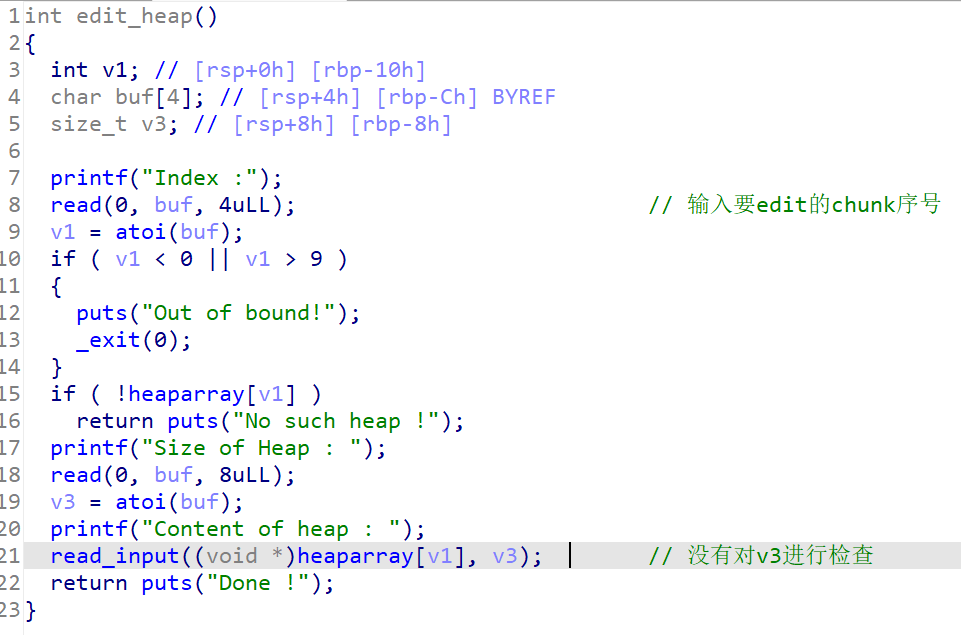 1 int edit_heap()
2 {
3   int v1; // [rsp+0h] [rbp-10h]
4   char buf[4]; // [rsp+4h] [rbp-Ch] BYREF
5   size_t v3; // [rsp+8h] [rbp-8h]
6
7   printf("Index :");
8   read(0, buf, 4uLL);                           // 输入要edit的chunk序号
9   v1 = atoi(buf);
10   if ( v1 < 0 || v1 > 9 )
11   {
12     puts("Out of bound!");
13     _exit(0);
14   }
15   if ( !heaparray[v1] )
16     return puts("No such heap !");
17   printf("Size of Heap : ");
18   read(0, buf, 8uLL);
19   v3 = atoi(buf);
20   printf("Content of heap : ");
21   read_input((void *)heaparray[v1], v3);        // 没有对v3进行检查
22   return puts("Done !");
23 }